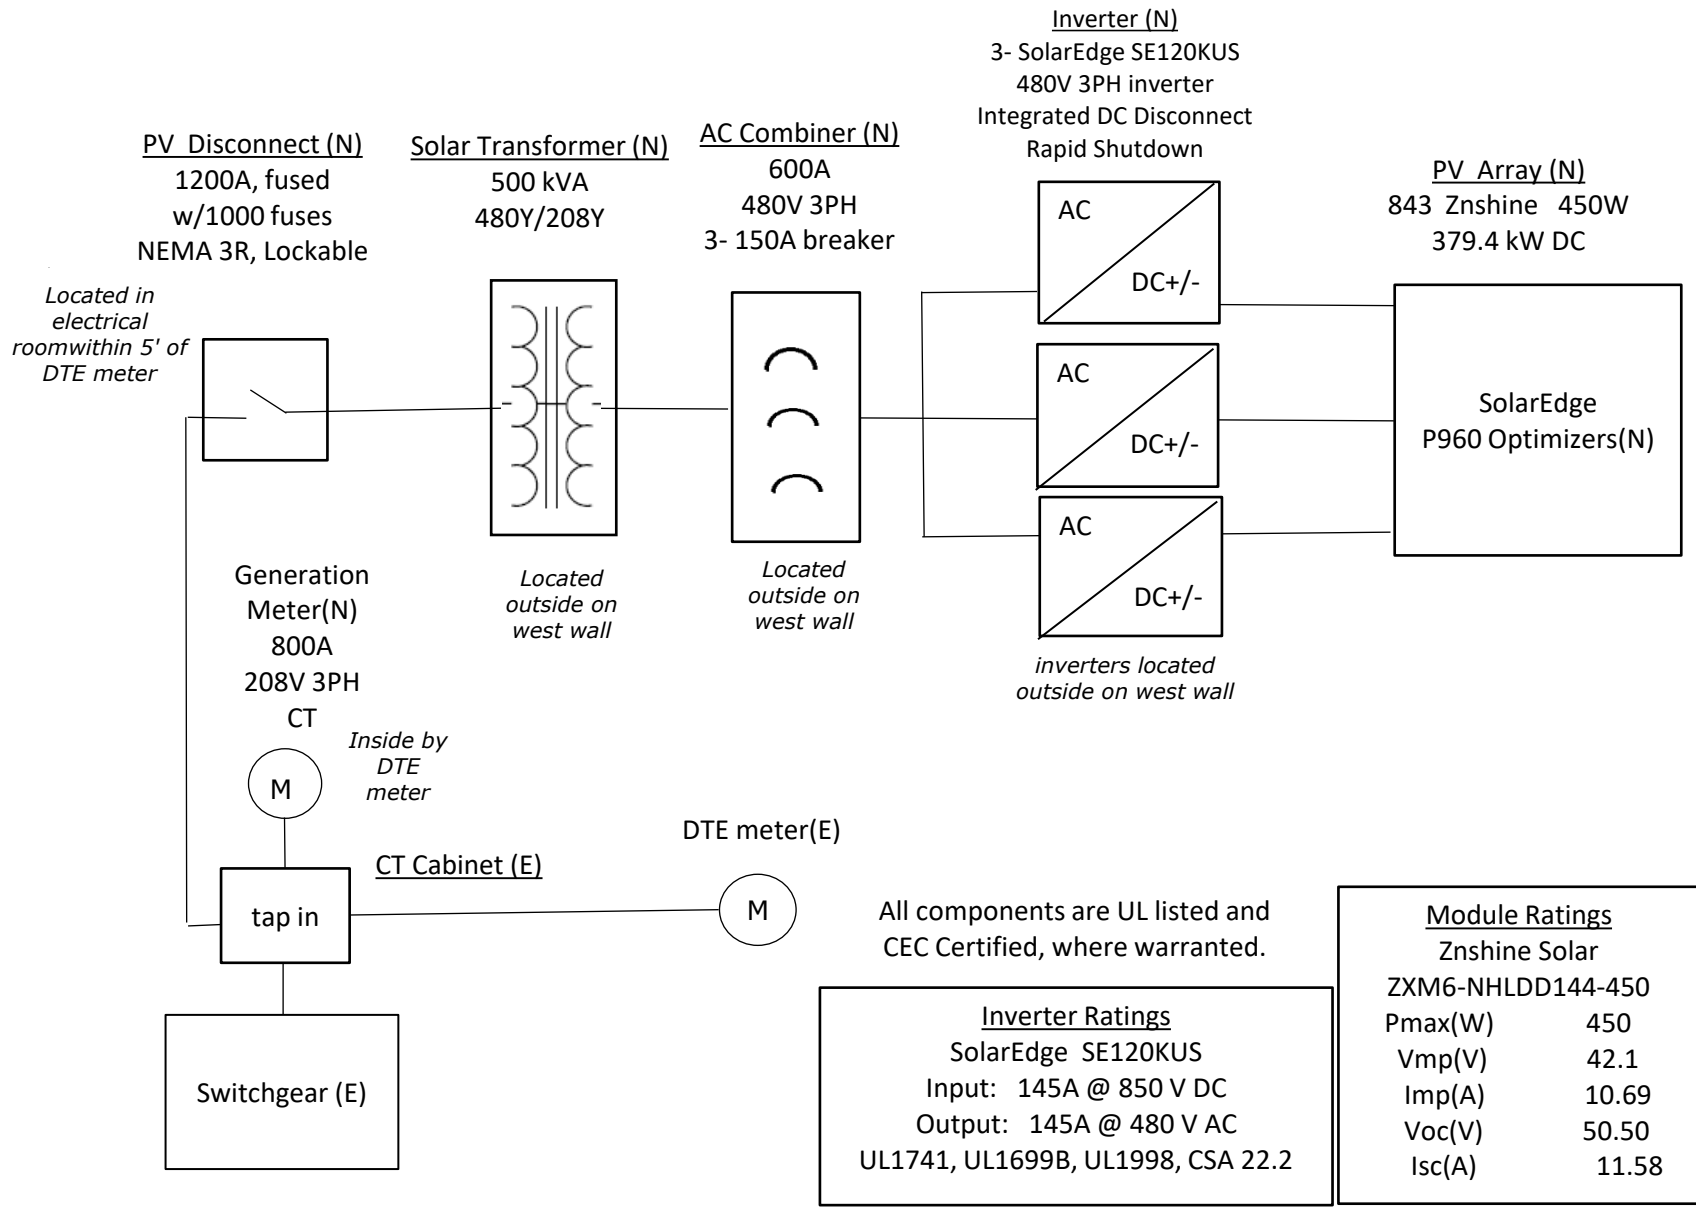 Inverter (N)
3- SolarEdge SE120KUS
480V 3PH inverter
Integrated DC Disconnect
Rapid Shutdown
PV  Disconnect (N)
1200A, fused
w/1000 fuses
NEMA 3R, Lockable
Located in
electrical
roomwithin 5' of
DTE meter
Solar Transformer (N)
500 kVA
480Y/208Y
Located
outside on
west wall
AC Combiner (N)
600A
480V 3PH
3- 150A breaker
Located
outside on
west wall
AC
DC+/-
AC
DC+/-
AC
DC+/-
inverters located
outside on west wall
PV  Array (N)
843  Znshine   450W
379.4 kW DC
SolarEdge
P960 Optimizers(N)
Generation
Meter(N)
800A
208V 3PH
CT
Inside by
DTE
meter
M
DTE meter(E)
M
CT Cabinet (E)
tap in
Switchgear (E)
All components are UL listed and
CEC Certified, where warranted.
Inverter Ratings
SolarEdge  SE120KUS
Input:   145A @ 850 V DC
Output:   145A @ 480 V AC
UL1741, UL1699B, UL1998, CSA 22.2
Module Ratings
Znshine Solar
ZXM6-NHLDD144-450
Pmax(W) 450
Vmp(V) 42.1
Imp(A) 10.69
Voc(V) 50.50
Isc(A) 11.58